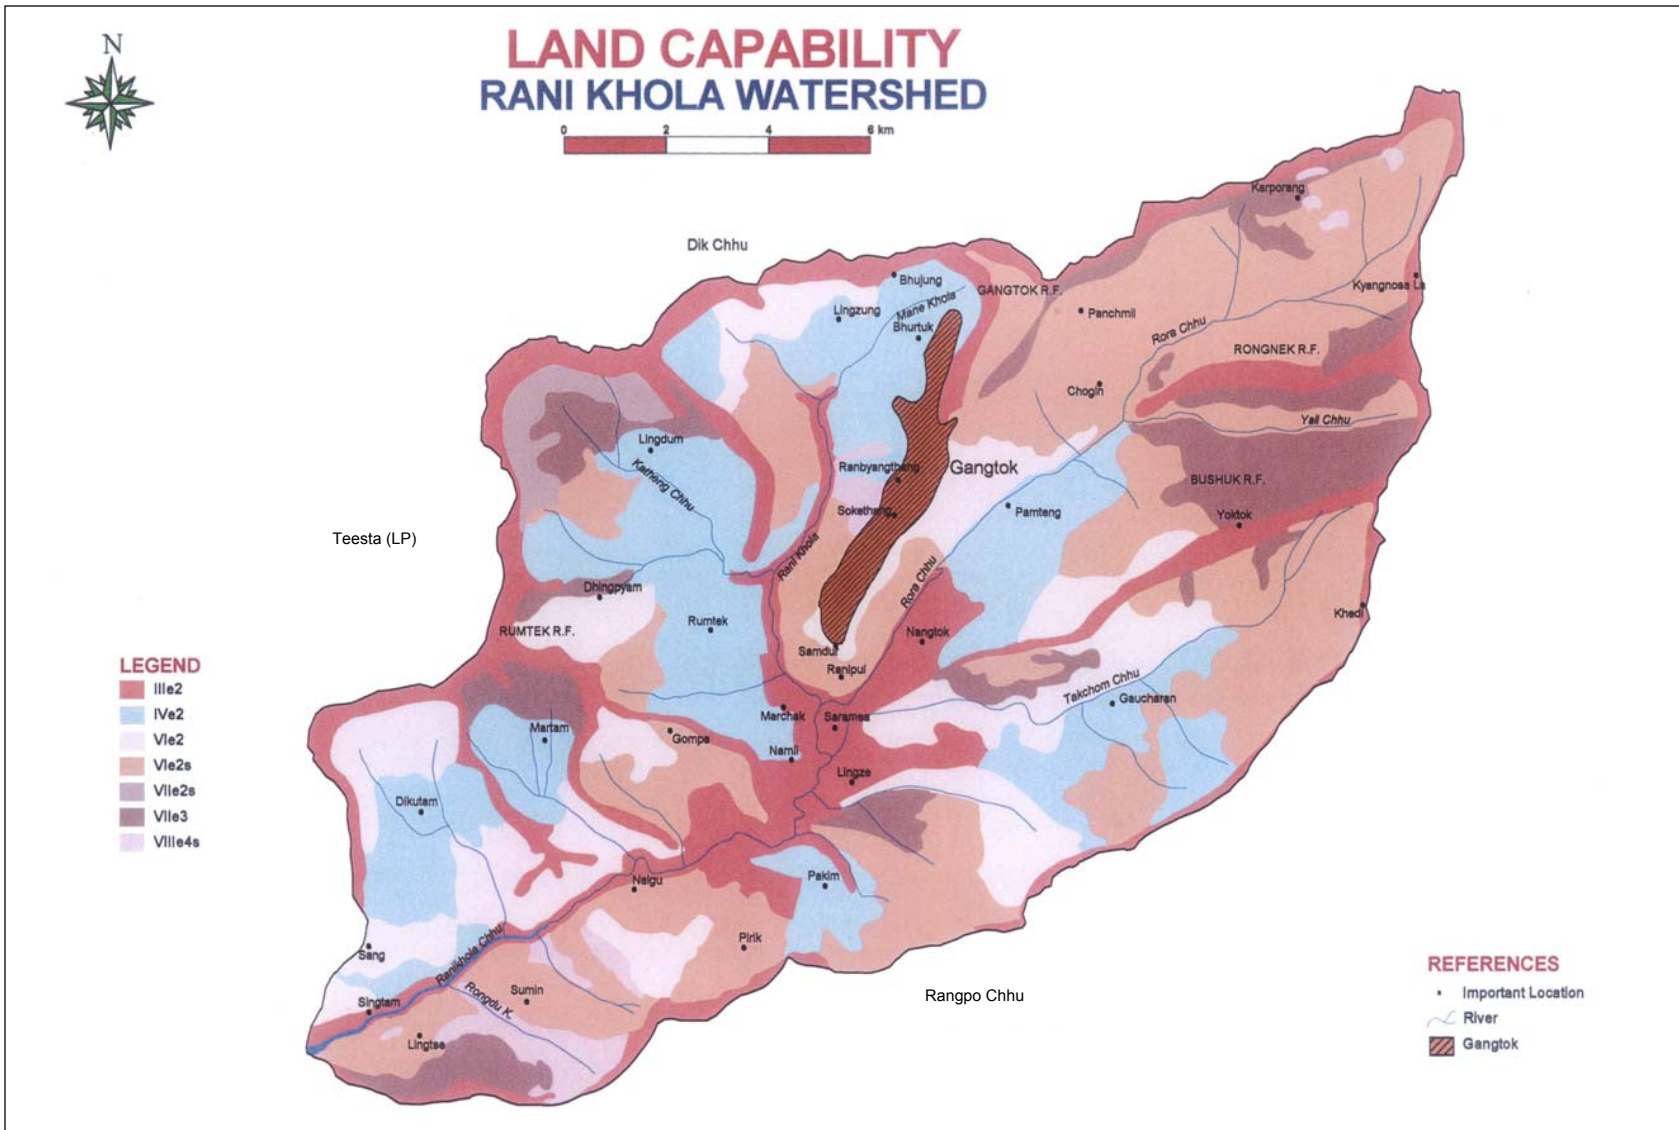 LAND CAPABILITY
RANI KHOLA WATERSHED
N
0 2 4 6 km
Karporang
Dik Chhu
Bhujung
GANGTOK R.F.
Kyangnosa La
Mane Khola
Lingzung
Panchmil
Bhurtuk
Rora Chhu
RONGNEK R.F.
Chogin
Yali Chhu
Lingdum
Ranbyangthang
Gangtok
Katheng Chhu
BUSHUK R.F.
Pamteng
Sokethang
Yoktok
Teesta (LP)
Rani Khola
Rora Chhu
Dhingpyam
Khedi
Rumtek
RUMTEK R.F.
Nangtok
Samdur
Ranipul
Takchom Chhu
Gaucharan
Marchak
Saramsa
Martam
Gompa
Namli
Lingze
Dikutam
Pakim
Naigu
Pirik
Ranikhola Chhu
Sang
Sumin
Rongdu K.
Rangpo Chhu
Singtam
Lingtse
LEGEND
IIIe2
IVe2
VIe2
VIe2s
VIIe2s
VIIe3
VIIIe4s
REFERENCES
Important Location
River
Gangtok